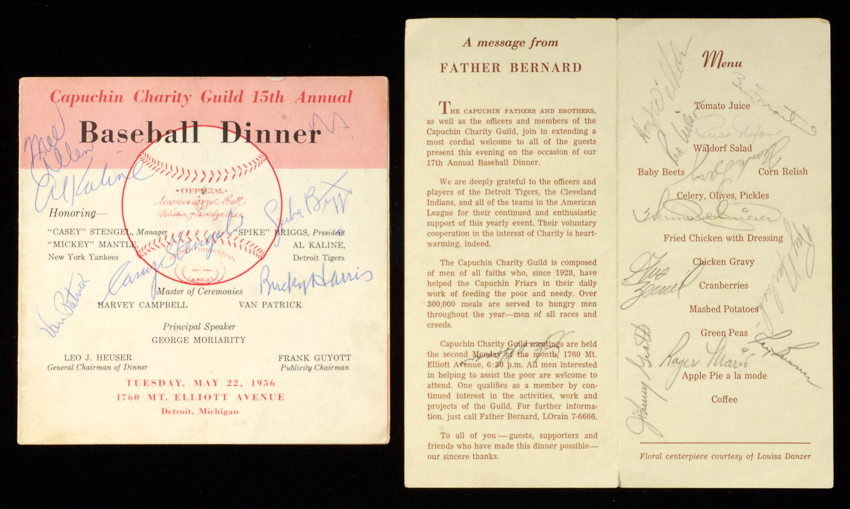 Capuchin Charity Guild 15th Annual
Baseball Dinner
Mel Allen
Al Kaline
OFFICIAL
Honoring—
"CASEY" STENGEL, Manager
"MICKEY" MANTLE,
New York Yankees
"SPIKE" BRIGGS, President
AL KALINE,
Detroit Tigers
Spike Briggs
Casey Stengel
Bucky Harris
Van Patrick
Master of Ceremonies
HARVEY CAMPBELL VAN PATRICK
Principal Speaker
GEORGE MORIARITY
LEO J. HEUSER
General Chairman of Dinner
FRANK GUYOTT
Publicity Chairman
TUESDAY, MAY 22, 1956
1760 MT. ELLIOTT AVENUE
Detroit, Michigan
A message from
FATHER BERNARD
THE CAPUCHIN FATHERS AND BROTHERS,
as well as the officers and members of the
Capuchin Charity Guild, join in extending a
most cordial welcome to all of the guests
present this evening on the occasion of our
17th Annual Baseball Dinner.
We are deeply grateful to the officers and
players of the Detroit Tigers, the Cleveland
Indians, and all of the teams in the American
League for their continued and enthusiastic
support of this yearly event. Their voluntary
cooperation in the interest of Charity is heart-
warming, indeed.
The Capuchin Charity Guild is composed
of men of all faiths who, since 1928, have
helped the Capuchin Friars in their daily
work of feeding the poor and needy. Over
300,000 meals are served to hungry men
throughout the year—men of all races and
creeds.
Capuchin Charity Guild meetings are held
the second Monday of the month, 1760 Mt.
Elliott Avenue, 6:30 p.m. All men interested
in helping to assist the poor are welcome to
attend. One qualifies as a member by con-
tinued interest in the activities, work and
projects of the Guild. For further informa-
tion, just call Father Bernard, LOrain 7-6666.
To all of you — guests, supporters and
friends who have made this dinner possible—
our sincere thanks.
Menu
Tomato Juice
Waldorf Salad
Baby Beets Corn Relish
Celery, Olives, Pickles
Fried Chicken with Dressing
Chicken Gravy
Gus Zernial
Cranberries
Mashed Potatoes
Green Peas
Johnny Groth
Roger Maris
Apple Pie a la mode
Coffee
Floral centerpiece courtesy of Louisa Danzer